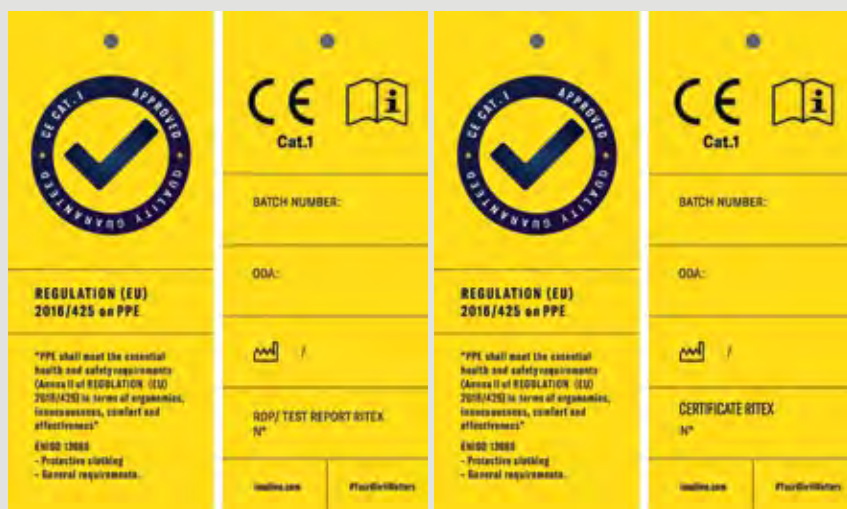 CE CAT. I APPROVED
QUALITY GUARANTEED
REGULATION (EU)
2016/425 on PPE
"PPE shall meet the essential
health and safety requirements
(Annex II of REGULATION (EU)
2016/425) in terms of ergonomics,
innocuousness, comfort and
effectiveness"
EN ISO 13688
- Protective clothing
- General requirements.
CE
Cat.1
i
BATCH NUMBER:
ODA:
/
RDP/ TEST REPORT RITEX
N°
#YourBirthMatters
CE CAT. I APPROVED
QUALITY GUARANTEED
REGULATION (EU)
2016/425 on PPE
"PPE shall meet the essential
health and safety requirements
(Annex II of REGULATION (EU)
2016/425) in terms of ergonomics,
innocuousness, comfort and
effectiveness"
EN ISO 13688
- Protective clothing
- General requirements.
CE
Cat.1
i
BATCH NUMBER:
ODA:
/
CERTIFICATE RITEX
N°